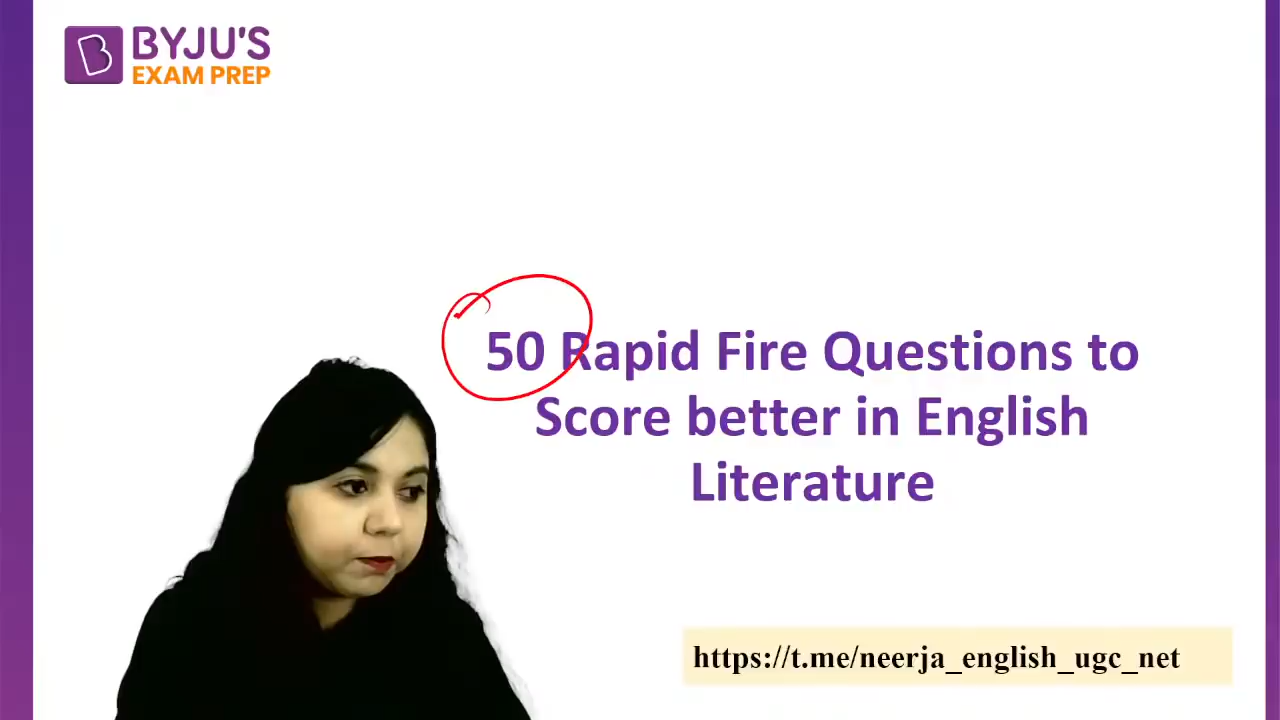 BYJU'S
EXAM PREP
50 Rapid Fire Questions to
Score better in English
Literature
https://t.me/neerja_english_ugc_net